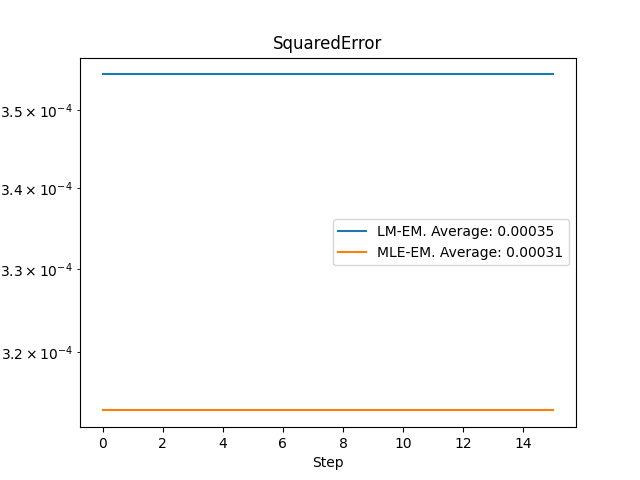 SquaredError
3.5 × 10⁻⁴
3.4 × 10⁻⁴
3.3 × 10⁻⁴
3.2 × 10⁻⁴
LM-EM. Average: 0.00035
MLE-EM. Average: 0.00031
0 2 4 6 8 10 12 14
Step